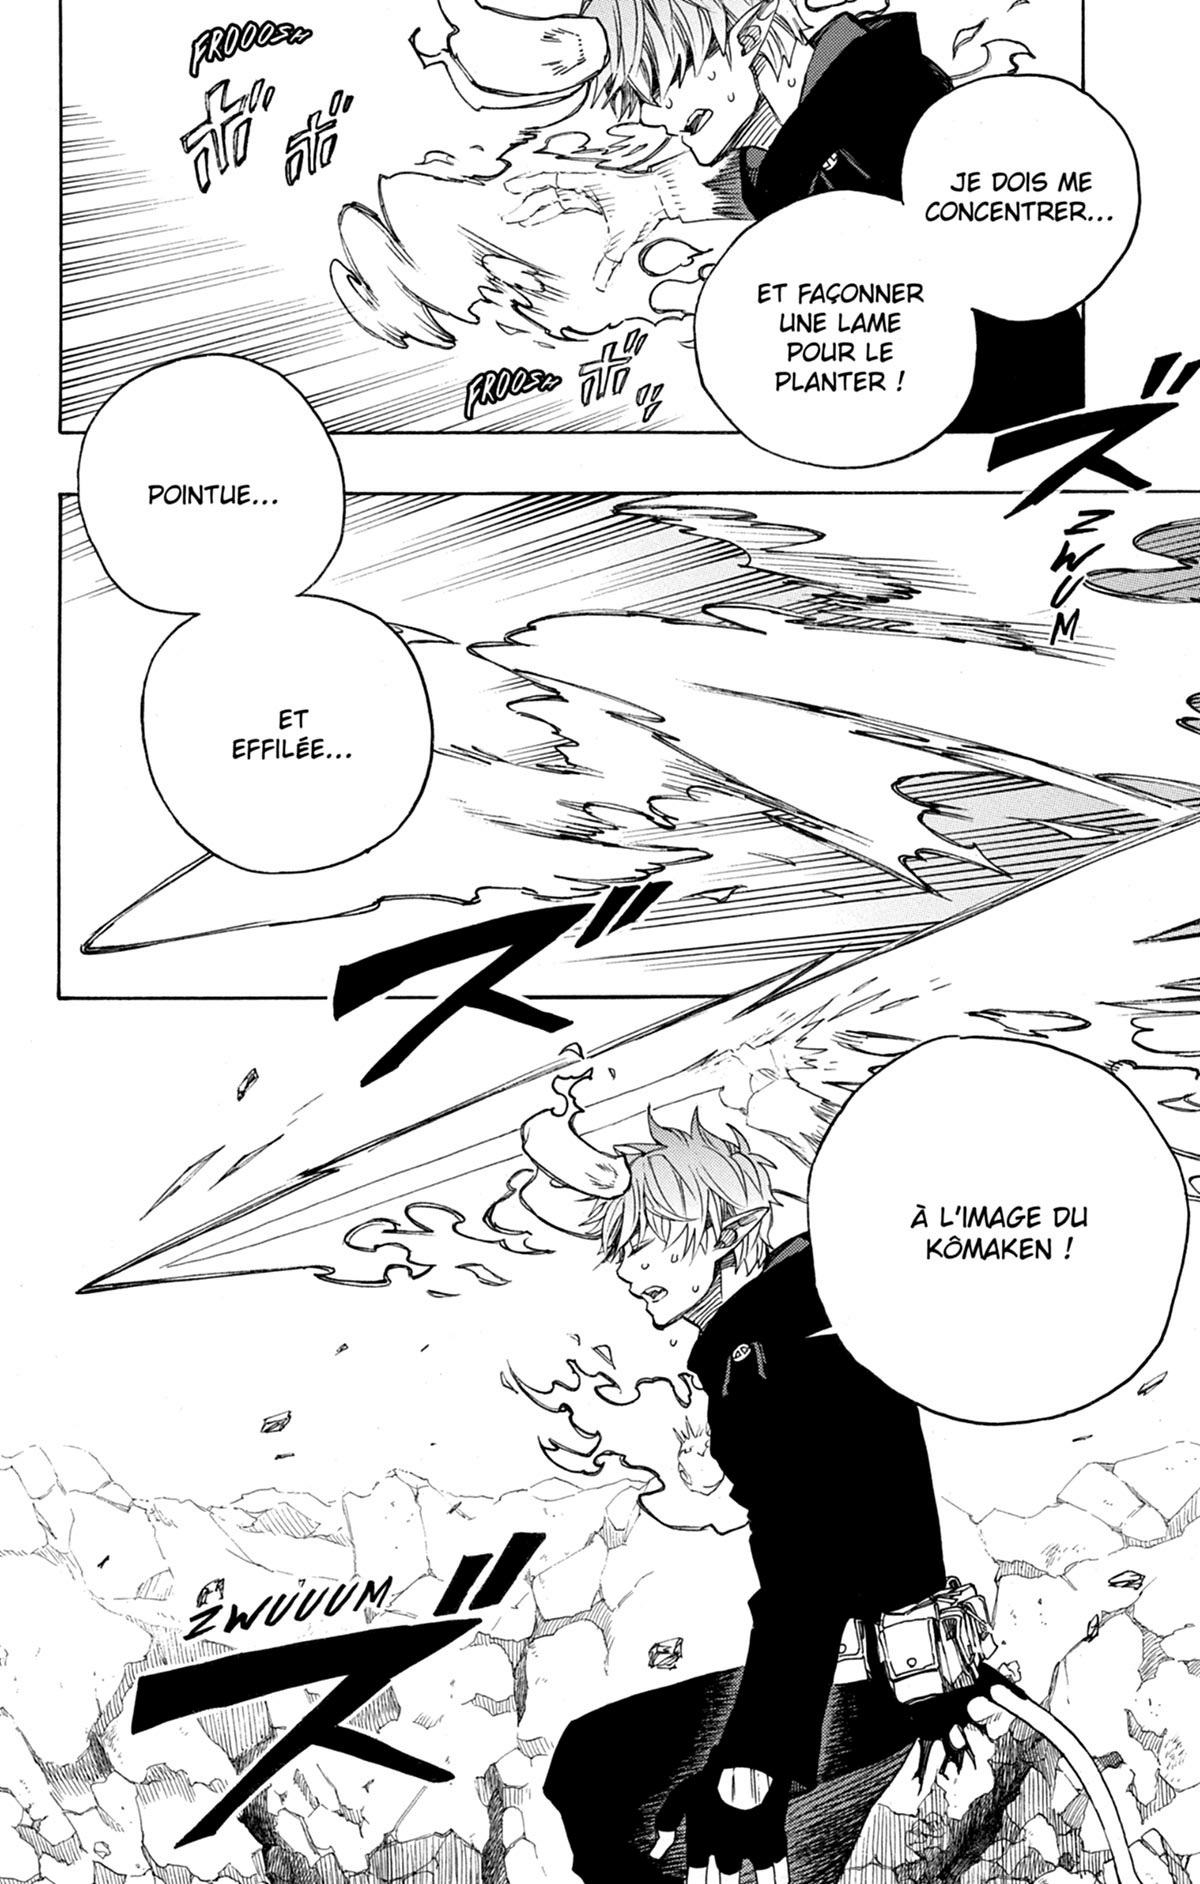 FROOOSH
ボボ
JE DOIS ME
CONCENTRER...
ET FAÇONNER
UNE LAME
POUR LE
PLANTER !
FROOSH
ボボ
ズ
ZWUM
POINTUE...
ET
EFFILÉE...
ズ
À L'IMAGE DU
KÔMAKEN !
ZWUUUM
ズ